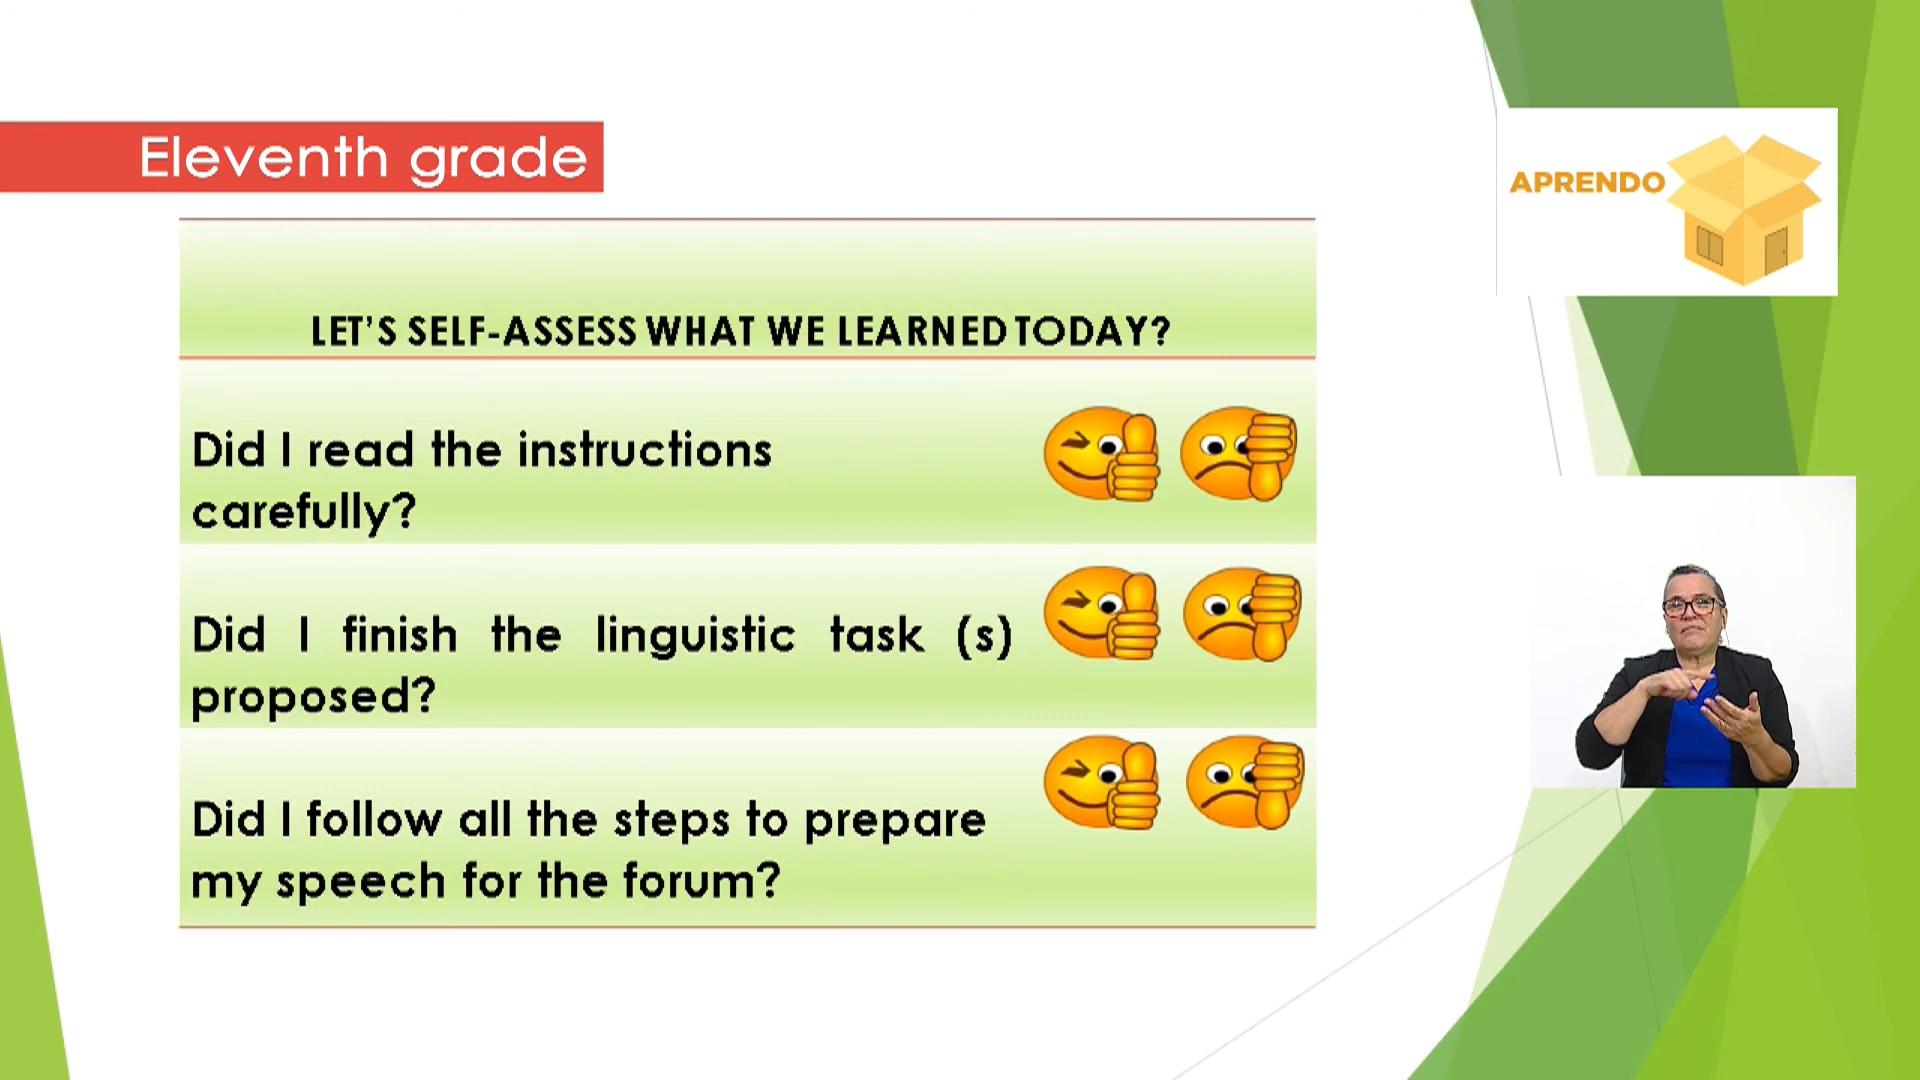 Eleventh grade
APRENDO
LET'S SELF-ASSESS WHAT WE LEARNED TODAY?
Did I read the instructions
carefully?
Did I finish the linguistic task (s)
proposed?
Did I follow all the steps to prepare
my speech for the forum?